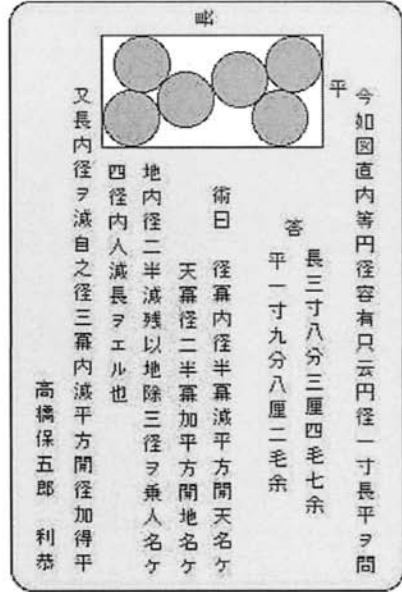 長
平
今如図直内等円径容有只云円径一寸長平ヲ問
答
長三寸八分三厘四毛七余
平一寸九分八厘二毛余
術曰 径冪内径半冪減平方開天名ケ
天冪径二半冪加平方開地名ケ
地内径二半減残以地除三径ヲ乗人名ケ
四径内人減長ヲエル也
又長内径ヲ減自之径三冪内減平方開径加得平
高橋保五郎 利恭